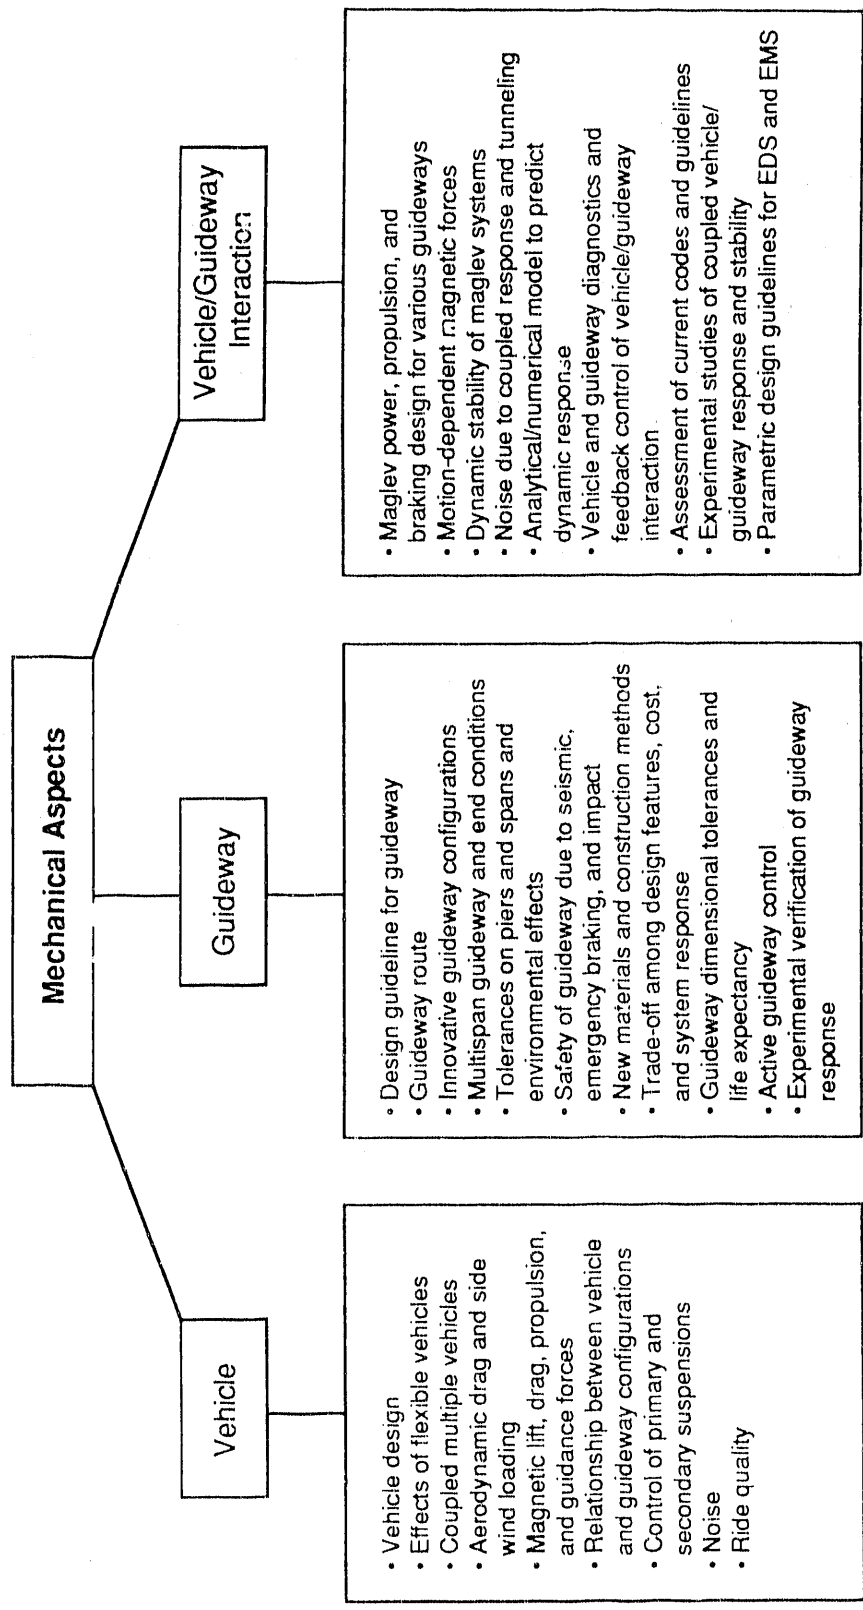 Mechanical Aspects
Vehicle
• Vehicle design
• Effects of flexible vehicles
• Coupled multiple vehicles
• Aerodynamic drag and side
wind loading
• Magnetic lift, drag, propulsion,
and guidance forces
• Relationship between vehicle
and guideway configurations
• Control of primary and
secondary suspensions
• Noise
• Ride quality
Guideway
• Design guideline for guideway
• Guideway route
• Innovative guideway configurations
• Multispan guideway and end conditions
• Tolerances on piers and spans and
environmental effects
• Safety of guideway due to seismic,
emergency braking, and impact
• New materials and construction methods
• Trade-off among design features, cost,
and system response
• Guideway dimensional tolerances and
life expectancy
• Active guideway control
• Experimental verification of guideway
response
Vehicle/Guideway
Interaction
• Maglev power, propulsion, and
braking design for various guideways
• Motion-dependent magnetic forces
• Dynamic stability of maglev systems
• Noise due to coupled response and tunneling
• Analytical/numerical model to predict
dynamic response
• Vehicle and guideway diagnostics and
feedback control of vehicle/guideway
interaction
• Assessment of current codes and guidelines
• Experimental studies of coupled vehicle/
guideway response and stability
• Parametric design guidelines for EDS and EMS